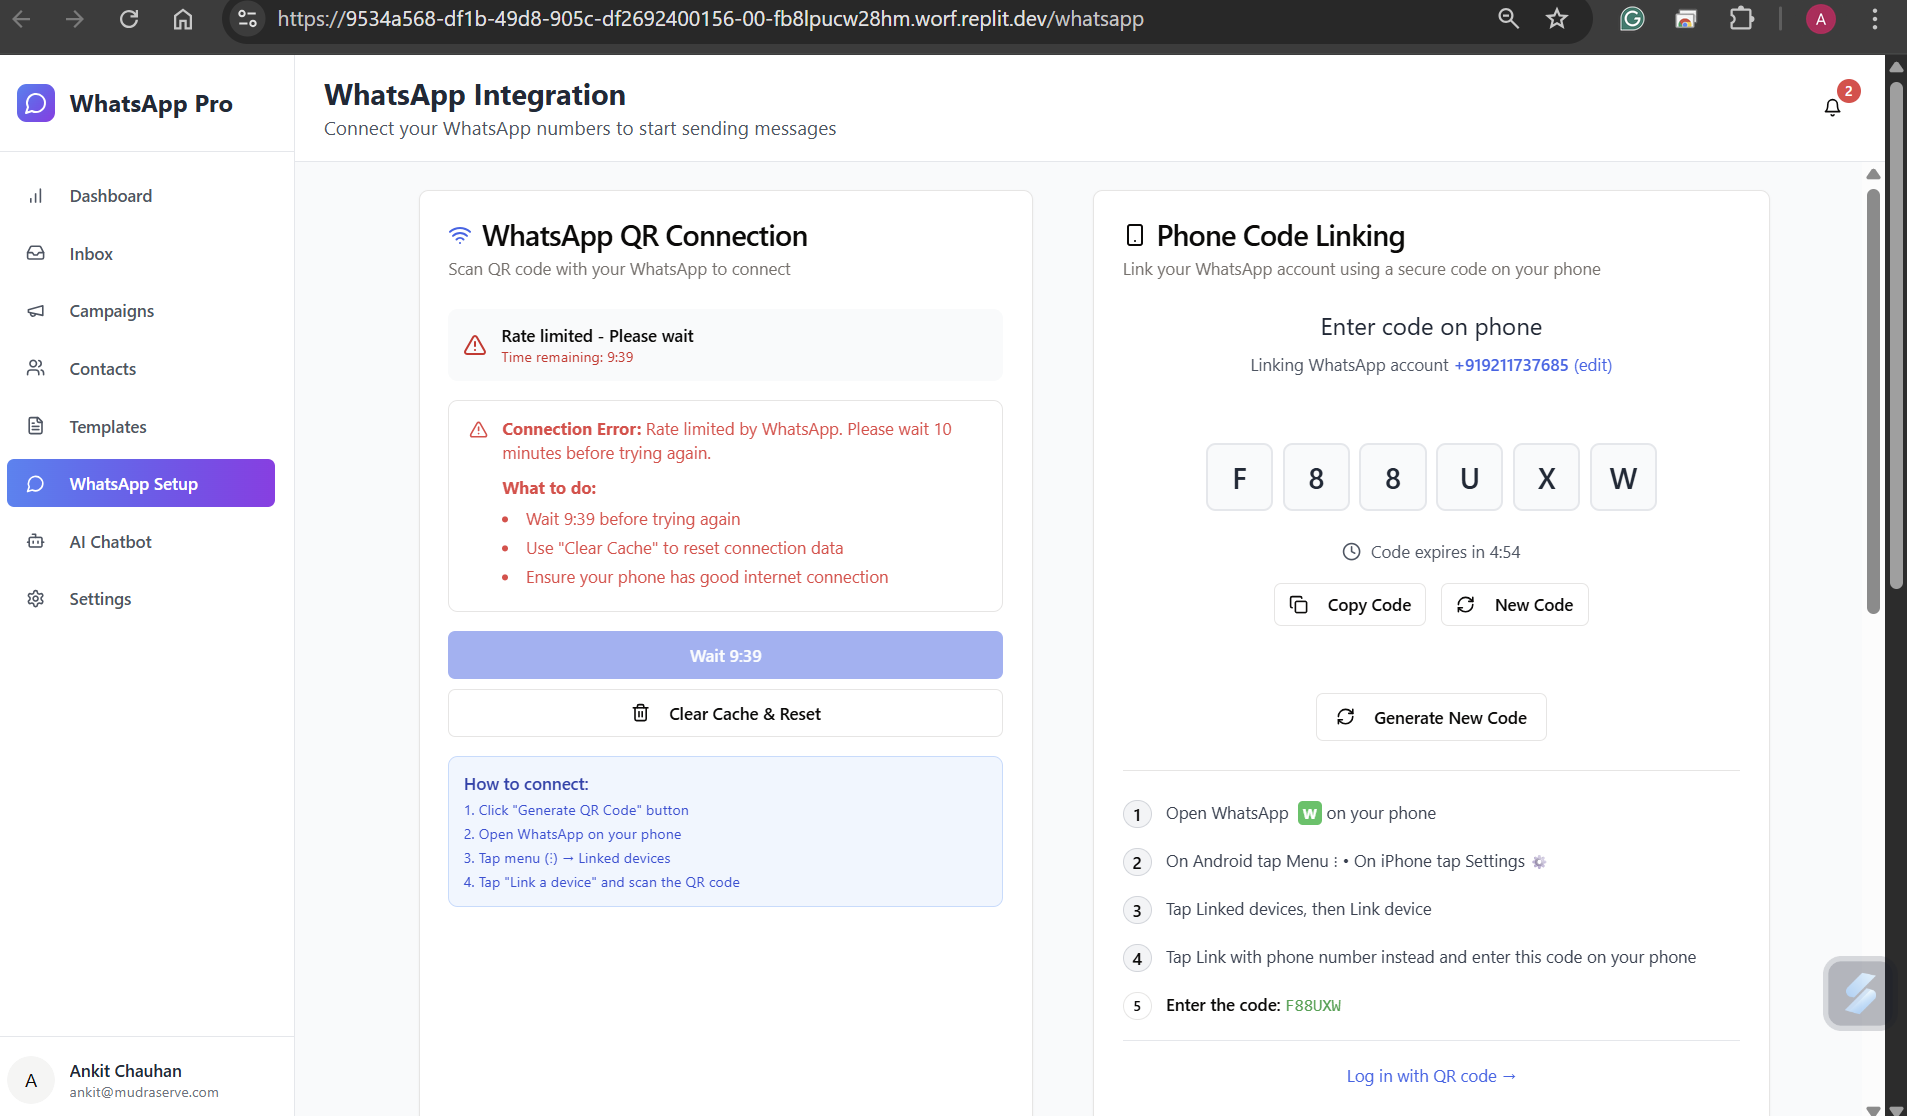 https://9534a568-df1b-49d8-905c-df2692400156-00-fb8lpucw28hm.worf.replit.dev/whatsapp
A
WhatsApp Pro
Dashboard
Inbox
Campaigns
Contacts
Templates
WhatsApp Setup
AI Chatbot
Settings
A
Ankit Chauhan
ankit@mudraserve.com
WhatsApp Integration
Connect your WhatsApp numbers to start sending messages
2
WhatsApp QR Connection
Scan QR code with your WhatsApp to connect
Rate limited - Please wait
Time remaining: 9:39
Connection Error: Rate limited by WhatsApp. Please wait 10
minutes before trying again.
What to do:
• Wait 9:39 before trying again
• Use "Clear Cache" to reset connection data
• Ensure your phone has good internet connection
Wait 9:39
Clear Cache & Reset
How to connect:
1. Click "Generate QR Code" button
2. Open WhatsApp on your phone
3. Tap menu (⋮) → Linked devices
4. Tap "Link a device" and scan the QR code
Phone Code Linking
Link your WhatsApp account using a secure code on your phone
Enter code on phone
Linking WhatsApp account +919211737685 (edit)
F 8 8 U X W
Code expires in 4:54
Copy Code
New Code
Generate New Code
1 Open WhatsApp W on your phone
2 On Android tap Menu ⋮ • On iPhone tap Settings ⚙
3 Tap Linked devices, then Link device
4 Tap Link with phone number instead and enter this code on your phone
5 Enter the code: F88UXW
Log in with QR code →